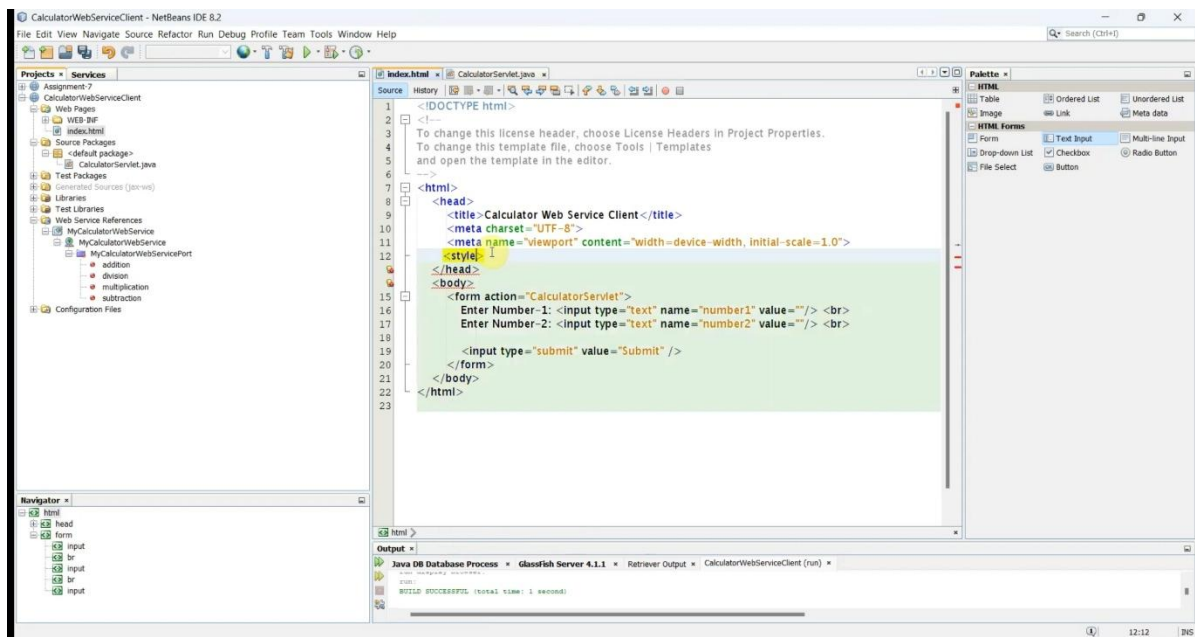 CalculatorWebServiceClient - NetBeans IDE 8.2
File Edit View Navigate Source Refactor Run Debug Profile Team Tools Window Help
Search (Ctrl+I)
Projects × Services
Assignment-7
CalculatorWebServiceClient
Web Pages
WEB-INF
index.html
Source Packages
<default package>
CalculatorServlet.java
Test Packages
Generated Sources (jax-ws)
Libraries
Test Libraries
Web Service References
MyCalculatorWebService
MyCalculatorWebService
MyCalculatorWebServicePort
addition
division
multiplication
subtraction
Configuration Files
Navigator ×
html
head
form
input
br
input
br
input
index.html × CalculatorServlet.java ×
Source History
1 <!DOCTYPE html>
2 <!--
3 To change this license header, choose License Headers in Project Properties.
4 To change this template file, choose Tools | Templates
5 and open the template in the editor.
6 -->
7 <html>
8 <head>
9 <title>Calculator Web Service Client</title>
10 <meta charset="UTF-8">
11 <meta name="viewport" content="width=device-width, initial-scale=1.0">
12 <style>
</head>
<body>
15 <form action="CalculatorServlet">
16 Enter Number-1: <input type="text" name="number1" value=""/> <br>
17 Enter Number-2: <input type="text" name="number2" value=""/> <br>
18
19 <input type="submit" value="Submit" />
20 </form>
21 </body>
22 </html>
23
html
Output ×
Java DB Database Process × GlassFish Server 4.1.1 × Retriever Output × CalculatorWebServiceClient (run) ×
run:
BUILD SUCCESSFUL (total time: 1 second)
Palette ×
HTML
Table Ordered List Unordered List
Image Link Meta data
HTML Forms
Form Text Input Multi-line Input
Drop-down List Checkbox Radio Button
File Select Button
12:12 INS